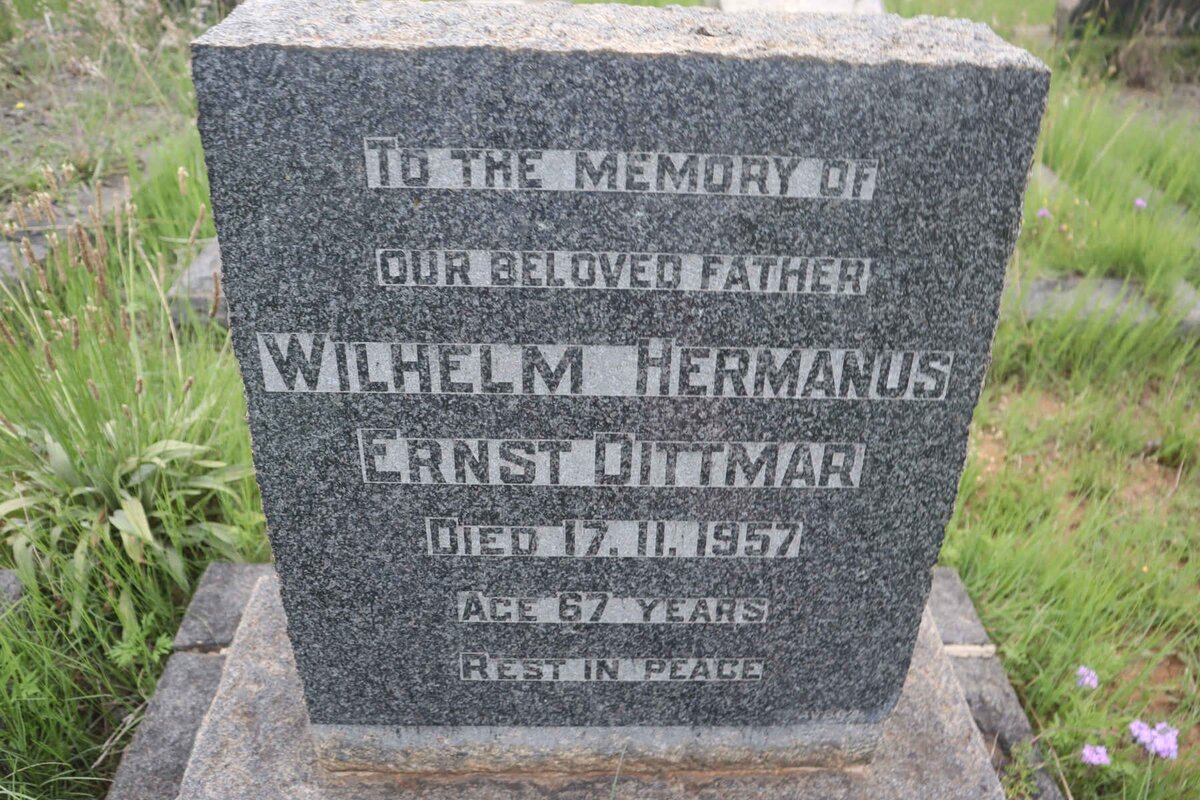 TO THE MEMORY OF
OUR BELOVED FATHER
WILHELM HERMANUS
ERNST DITTMAR
DIED 17. 11. 1957
AGE 67 YEARS
REST IN PEACE